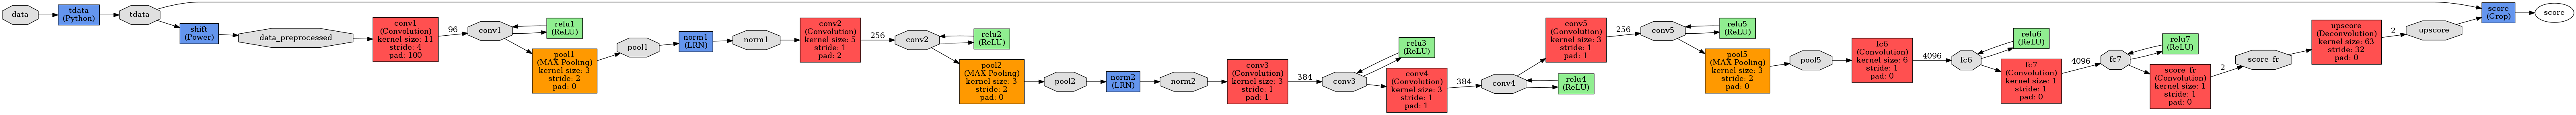 data
tdata
(Python)
tdata
shift
(Power)
data_preprocessed
conv1
(Convolution)
kernel size: 11
stride: 4
pad: 100
96
conv1
relu1
(ReLU)
pool1
(MAX Pooling)
kernel size: 3
stride: 2
pad: 0
pool1
norm1
(LRN)
norm1
conv2
(Convolution)
kernel size: 5
stride: 1
pad: 2
256
conv2
relu2
(ReLU)
pool2
(MAX Pooling)
kernel size: 3
stride: 2
pad: 0
pool2
norm2
(LRN)
norm2
conv3
(Convolution)
kernel size: 3
stride: 1
pad: 1
384
conv3
relu3
(ReLU)
conv4
(Convolution)
kernel size: 3
stride: 1
pad: 1
384
conv4
relu4
(ReLU)
conv5
(Convolution)
kernel size: 3
stride: 1
pad: 1
256
conv5
relu5
(ReLU)
pool5
(MAX Pooling)
kernel size: 3
stride: 2
pad: 0
pool5
fc6
(Convolution)
kernel size: 6
stride: 1
pad: 0
4096
fc6
relu6
(ReLU)
fc7
(Convolution)
kernel size: 1
stride: 1
pad: 0
4096
fc7
relu7
(ReLU)
score_fr
(Convolution)
kernel size: 1
stride: 1
pad: 0
2
score_fr
upscore
(Deconvolution)
kernel size: 63
stride: 32
pad: 0
2
upscore
score
(Crop)
score